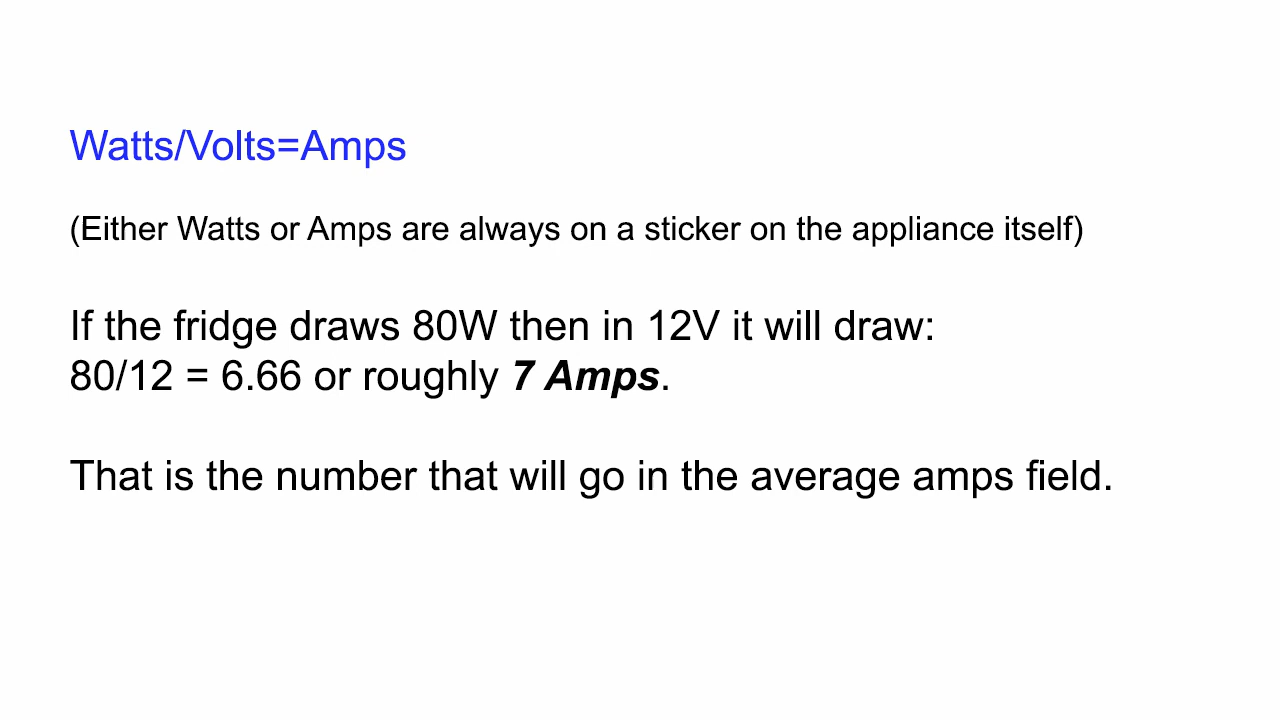 Watts/Volts=Amps
(Either Watts or Amps are always on a sticker on the appliance itself)
If the fridge draws 80W then in 12V it will draw:
80/12 = 6.66 or roughly 7 Amps.
That is the number that will go in the average amps field.